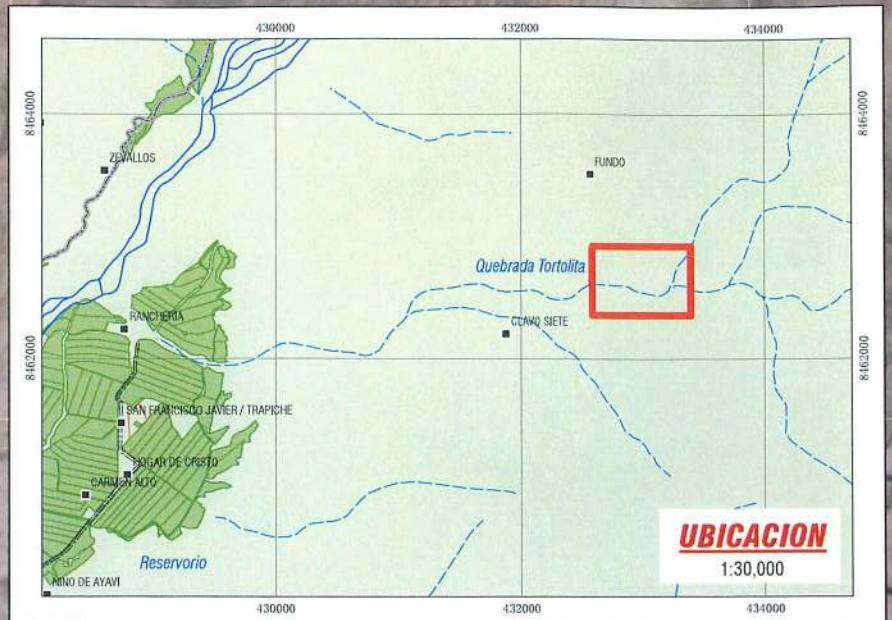 430000 432000 434000
8464000 8464000
ZEVALLOS
FUNDO
Quebrada Tortolita
RANCHERIA
CLAVO SIETE
8462000 8462000
SAN FRANCISCO JAVIER / TRAPICHE
HOGAR DE CRISTO
CARMEN ALTO
UBICACION
1:30,000
Reservorio
NINO DE AYAVI
430000 432000 434000